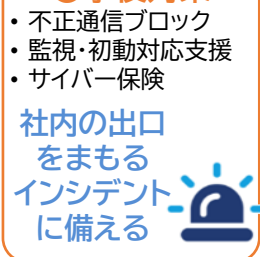 • 不正通信ブロック
• 監視･初動対応支援
• サイバー保険
社内の出口
をまもる
インシデント
に備える